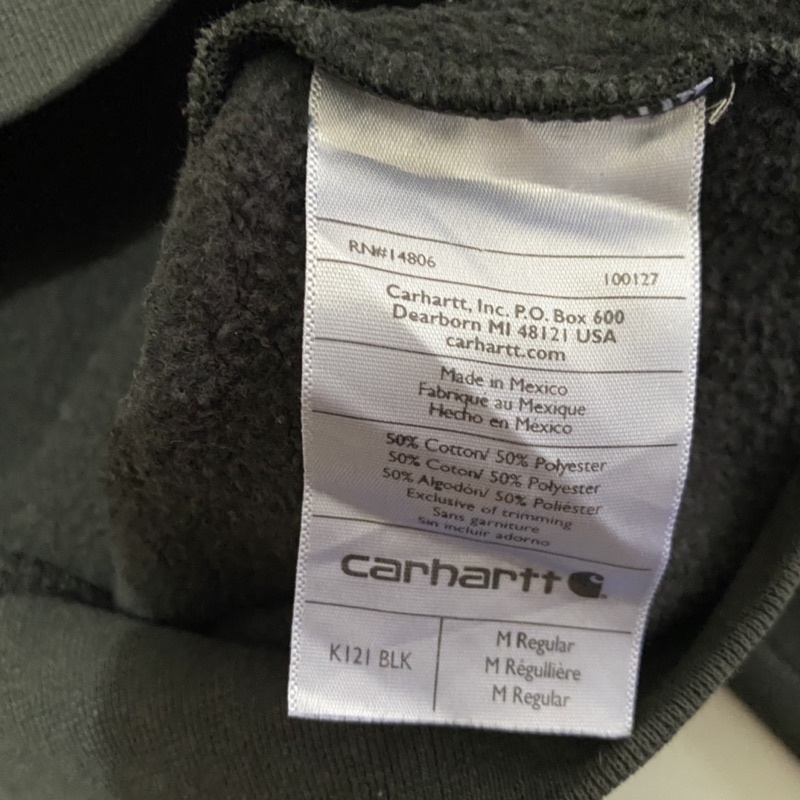 RN#14806
100127
Carhartt, Inc. P.O. Box 600
Dearborn MI 48121 USA
carhartt.com
Made in Mexico
Fabrique au Mexique
Hecho en México
50% Cotton/ 50% Polyester
50% Coton/ 50% Polyester
50% Algodón/ 50% Poliéster
Exclusive of trimming
Sans garniture
Sin incluir adorno
carhartt
K121 BLK
M Regular
M Régullière
M Regular